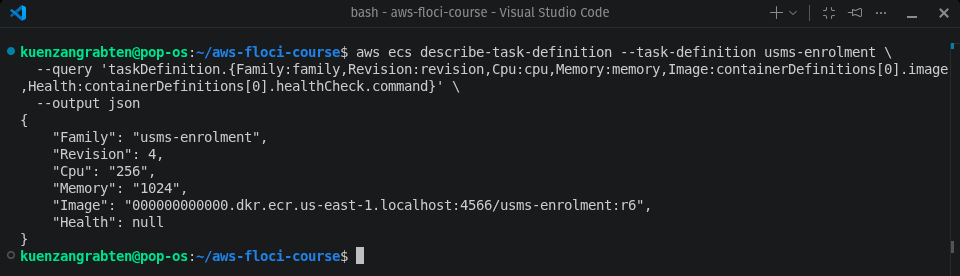 bash - aws-floci-course - Visual Studio Code
kuenzangrabten@pop-os:~/aws-floci-course$ aws ecs describe-task-definition --task-definition usms-enrolment \
  --query 'taskDefinition.{Family:family,Revision:revision,Cpu:cpu,Memory:memory,Image:containerDefinitions[0].image
,Health:containerDefinitions[0].healthCheck.command}' \
  --output json
{
    "Family": "usms-enrolment",
    "Revision": 4,
    "Cpu": "256",
    "Memory": "1024",
    "Image": "000000000000.dkr.ecr.us-east-1.localhost:4566/usms-enrolment:r6",
    "Health": null
}
kuenzangrabten@pop-os:~/aws-floci-course$